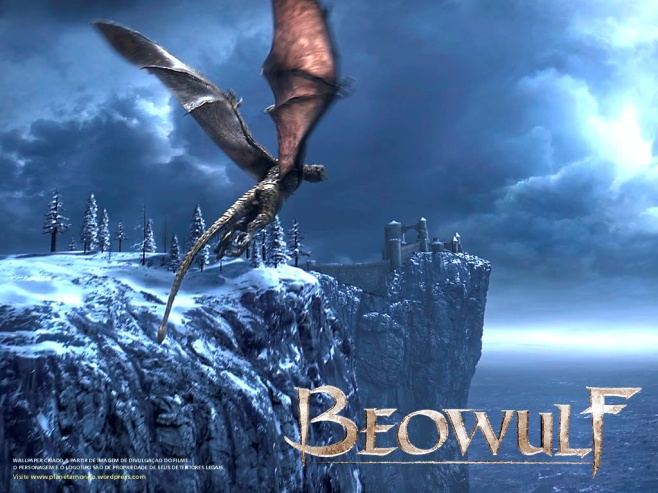 BEOWULF
WALLPAPER CRIADO A PARTIR DE IMAGEM DE DIVULGAÇÃO DO FILME.
O PERSONAGEM E O LOGOTIPO SÃO DE PROPRIEDADE DE SEUS DETENTORES LEGAIS
Visite www.planetamongo.wordpress.com